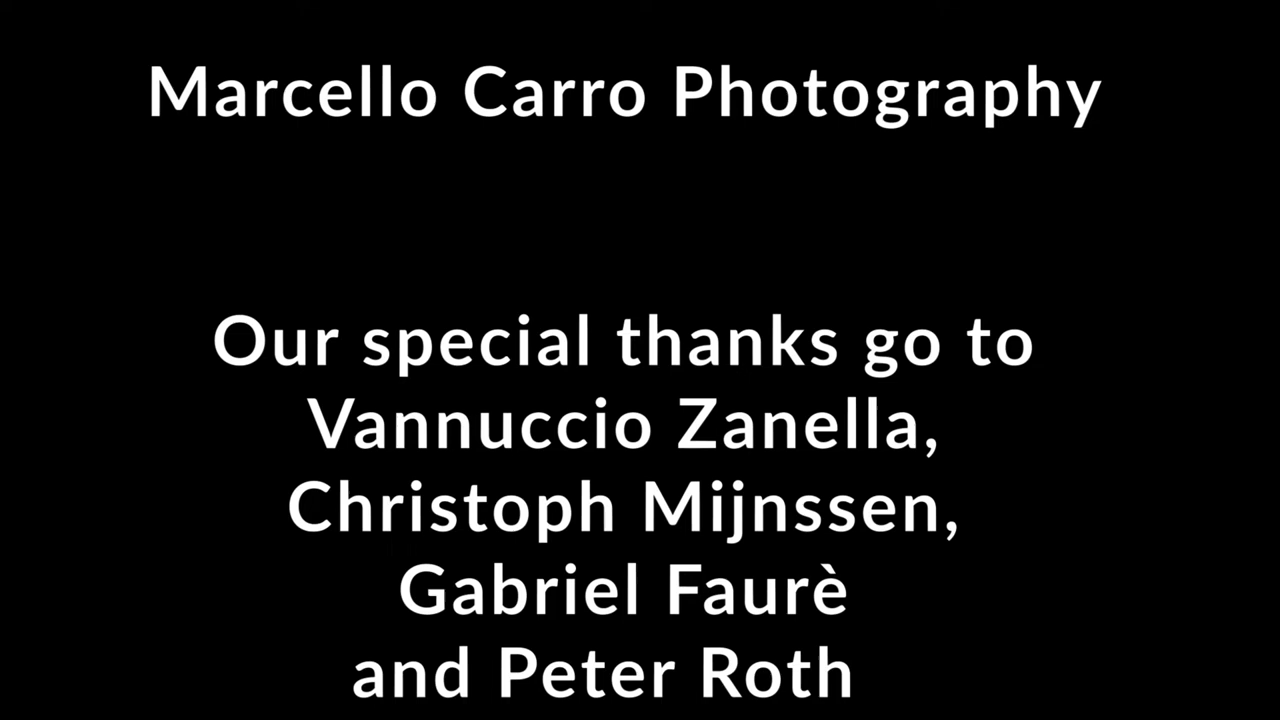 Marcello Carro Photography
Our special thanks go to
Vannuccio Zanella,
Christoph Mijnssen,
Gabriel Faurè
and Peter Roth